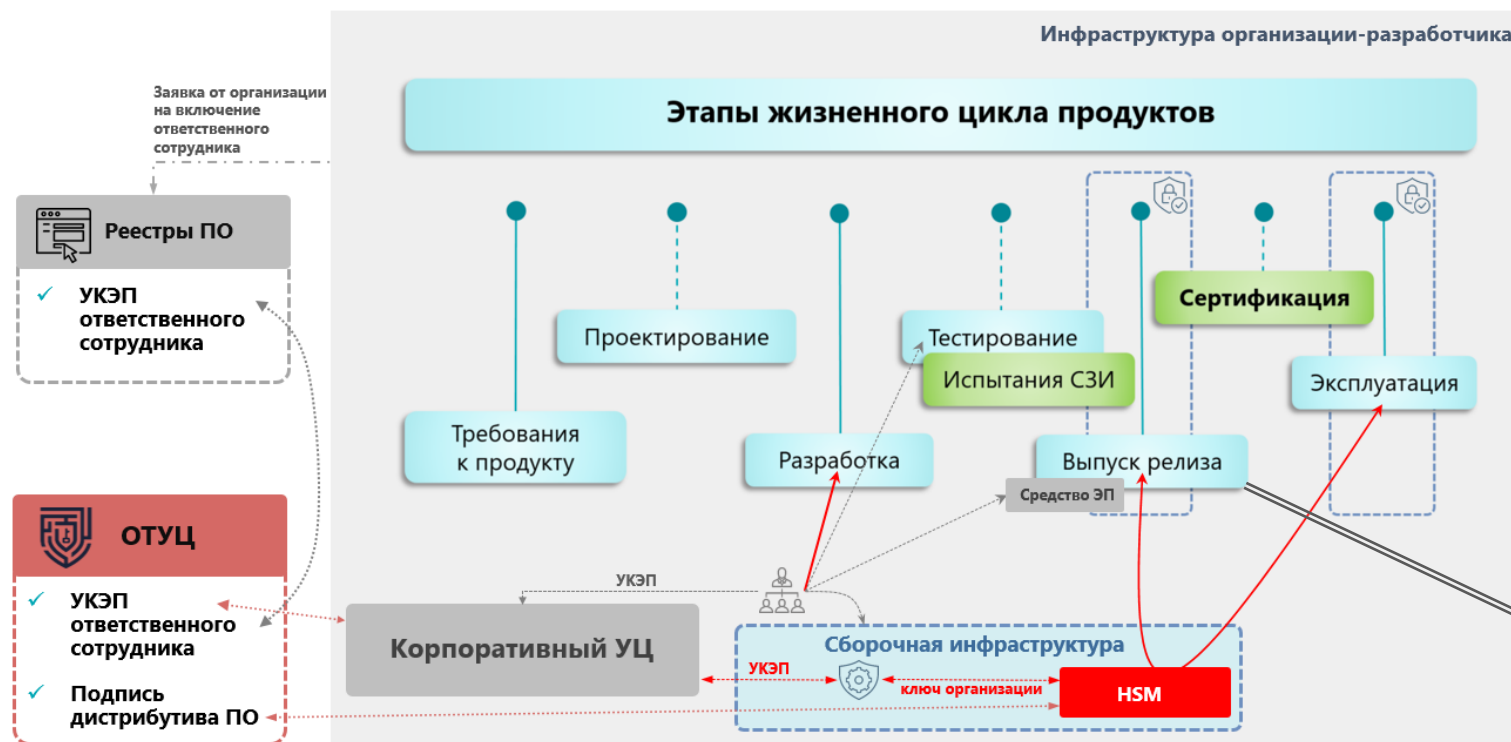 Инфраструктура организации-разработчика
Заявка от организации
на включение
ответственного
сотрудника
Этапы жизненного цикла продуктов
Реестры ПО
УКЭП
ответственного
сотрудника
Сертификация
Проектирование
Тестирование
Испытания СЗИ
Эксплуатация
Требования
к продукту
Разработка
Выпуск релиза
Средство ЭП
ОТУЦ
УКЭП
ответственного
сотрудника
Подпись
дистрибутива ПО
УКЭП
Корпоративный УЦ
Сборочная инфраструктура
УКЭП
ключ организации
HSM